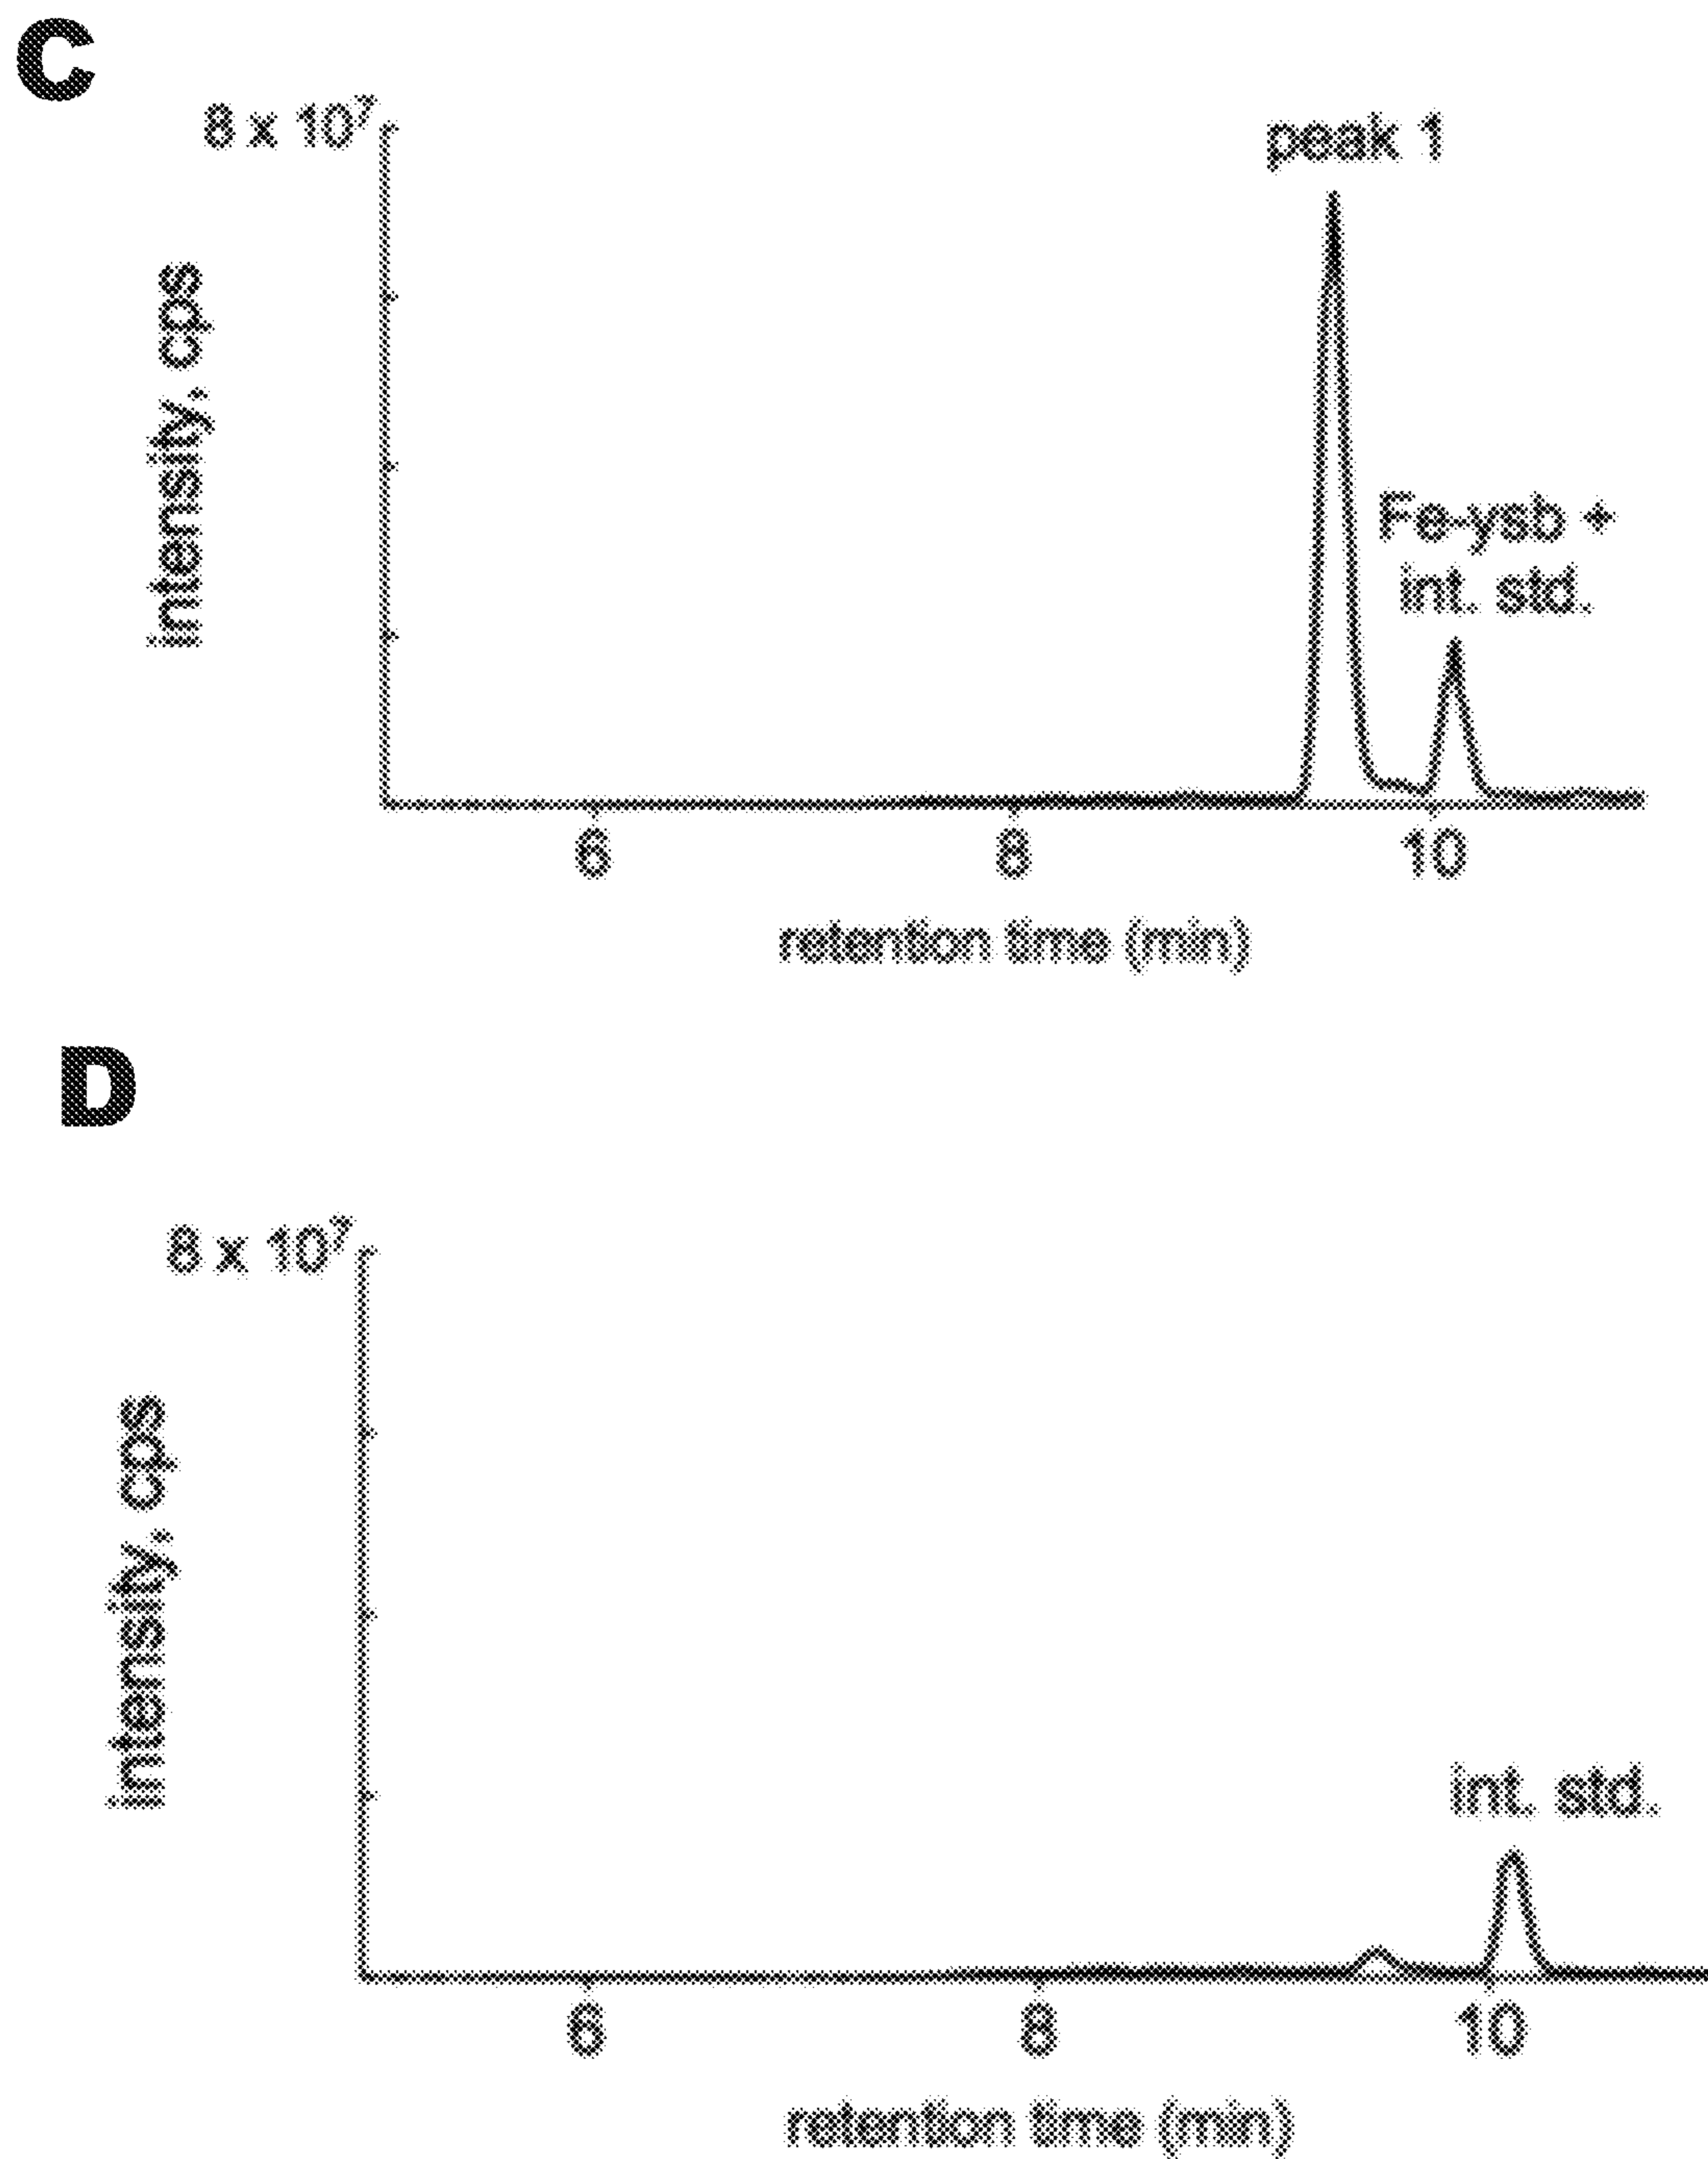 C
8 x 10⁷
peak 1
Fe-ysb +
int. std.
intensity, cps
6 8 10
retention time (min)
D
8 x 10⁷
intensity, cps
int. std.
6 8 10
retention time (min)